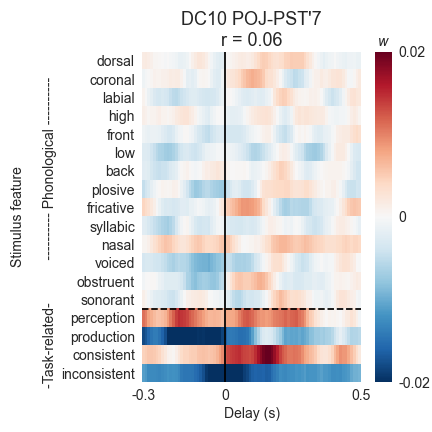 DC10 POJ-PST'7
r = 0.06
w
dorsal
coronal
labial
high
front
low
back
plosive
fricative
syllabic
nasal
voiced
obstruent
sonorant
perception
production
consistent
inconsistent
Stimulus feature
-Task-related- ---------- Phonological ----------
-0.3 0 0.5
Delay (s)
0.02
0
-0.02